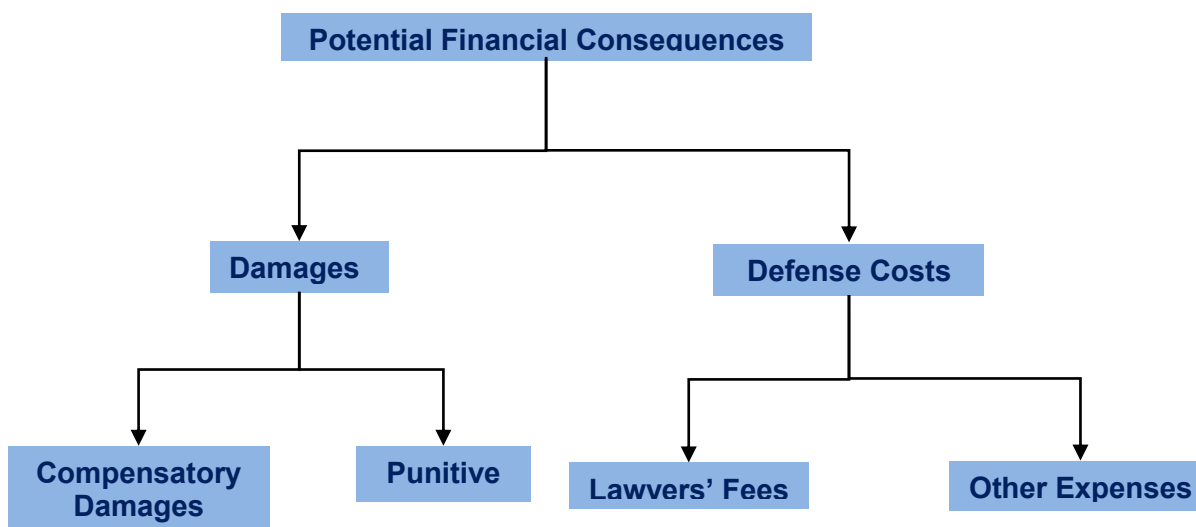 Potential Financial Consequences
Damages
Defense Costs
Compensatory
Damages
Punitive
Lawyers’ Fees
Other Expenses